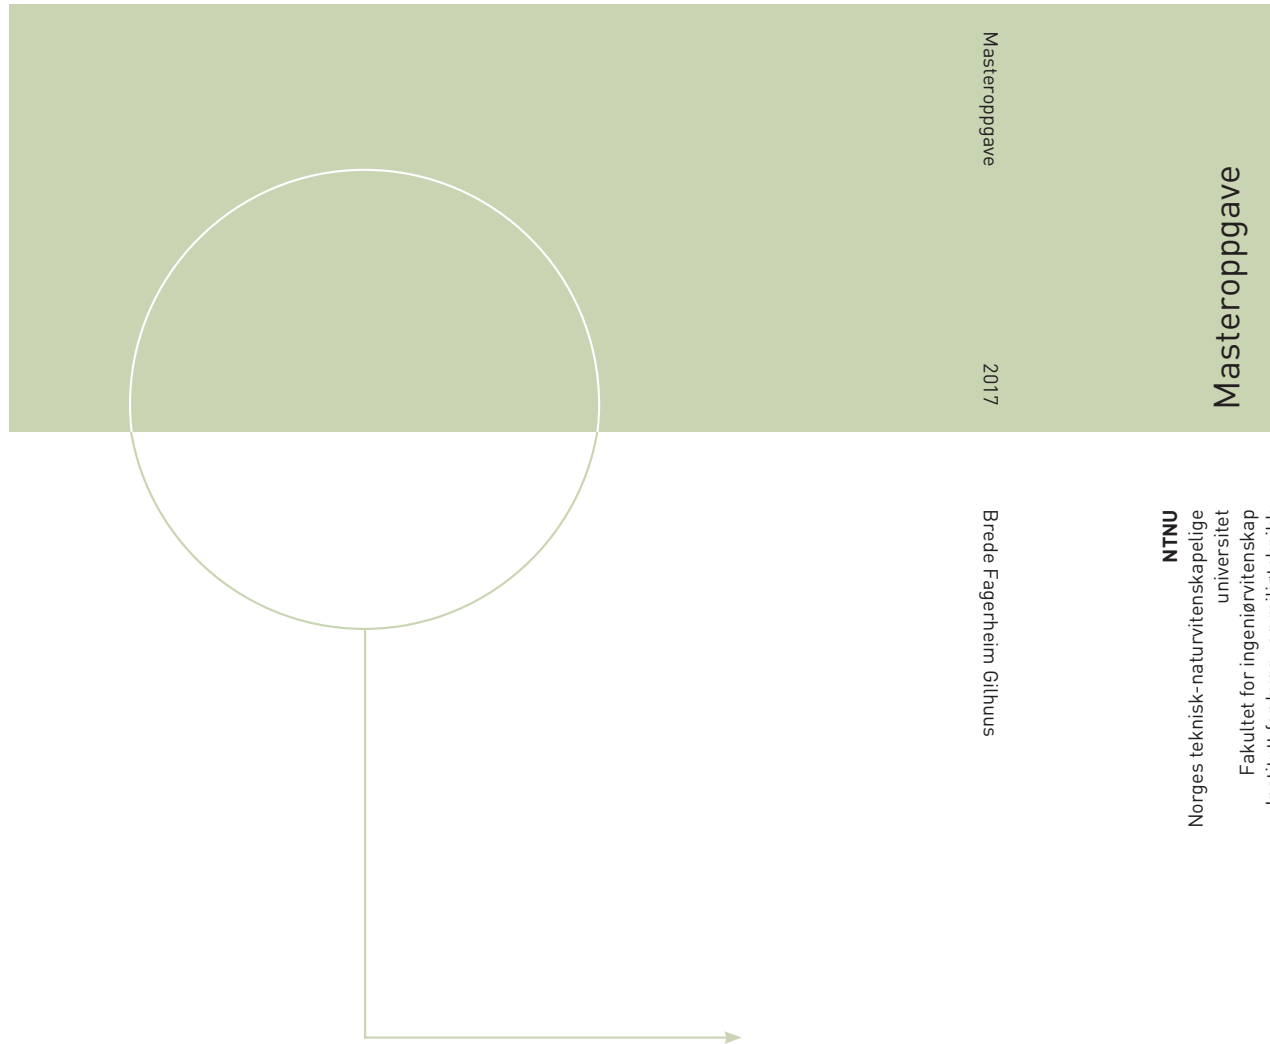 Masteroppgave
2017
Brede Fagerheim Gilhuus
Masteroppgave
NTNU
Norges teknisk-naturvitenskapelige
universitet
Fakultet for ingeniørvitenskap